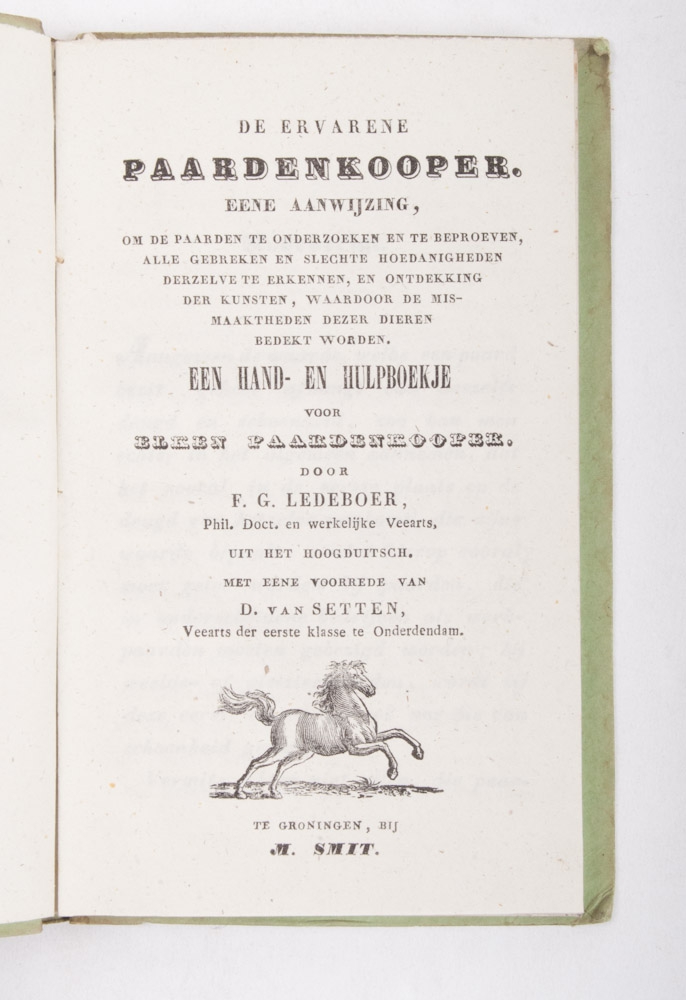 DE ERVARENE
PAARDENKOOPER.
EENE AANWIJZING,
OM DE PAARDEN TE ONDERZOEKEN EN TE BEPROEVEN,
ALLE GEBREKEN EN SLECHTE HOEDANIGHEDEN
DERZELVE TE ERKENNEN, EN ONTDEKKING
DER KUNSTEN, WAARDOOR DE MIS-
MAAKTHEDEN DEZER DIEREN
BEDEKT WORDEN.
EEN HAND- EN HULPBOEKJE
VOOR
ELKEN PAARDENKOOPER.
DOOR
F. G. LEDEBOER,
Phil. Doct. en werkelijke Veearts,
UIT HET HOOGDUITSCH.
MET EENE VOORREDE VAN
D. VAN SETTEN,
Veearts der eerste klasse te Onderdendam.
TE GRONINGEN, BIJ
M. SMIT.